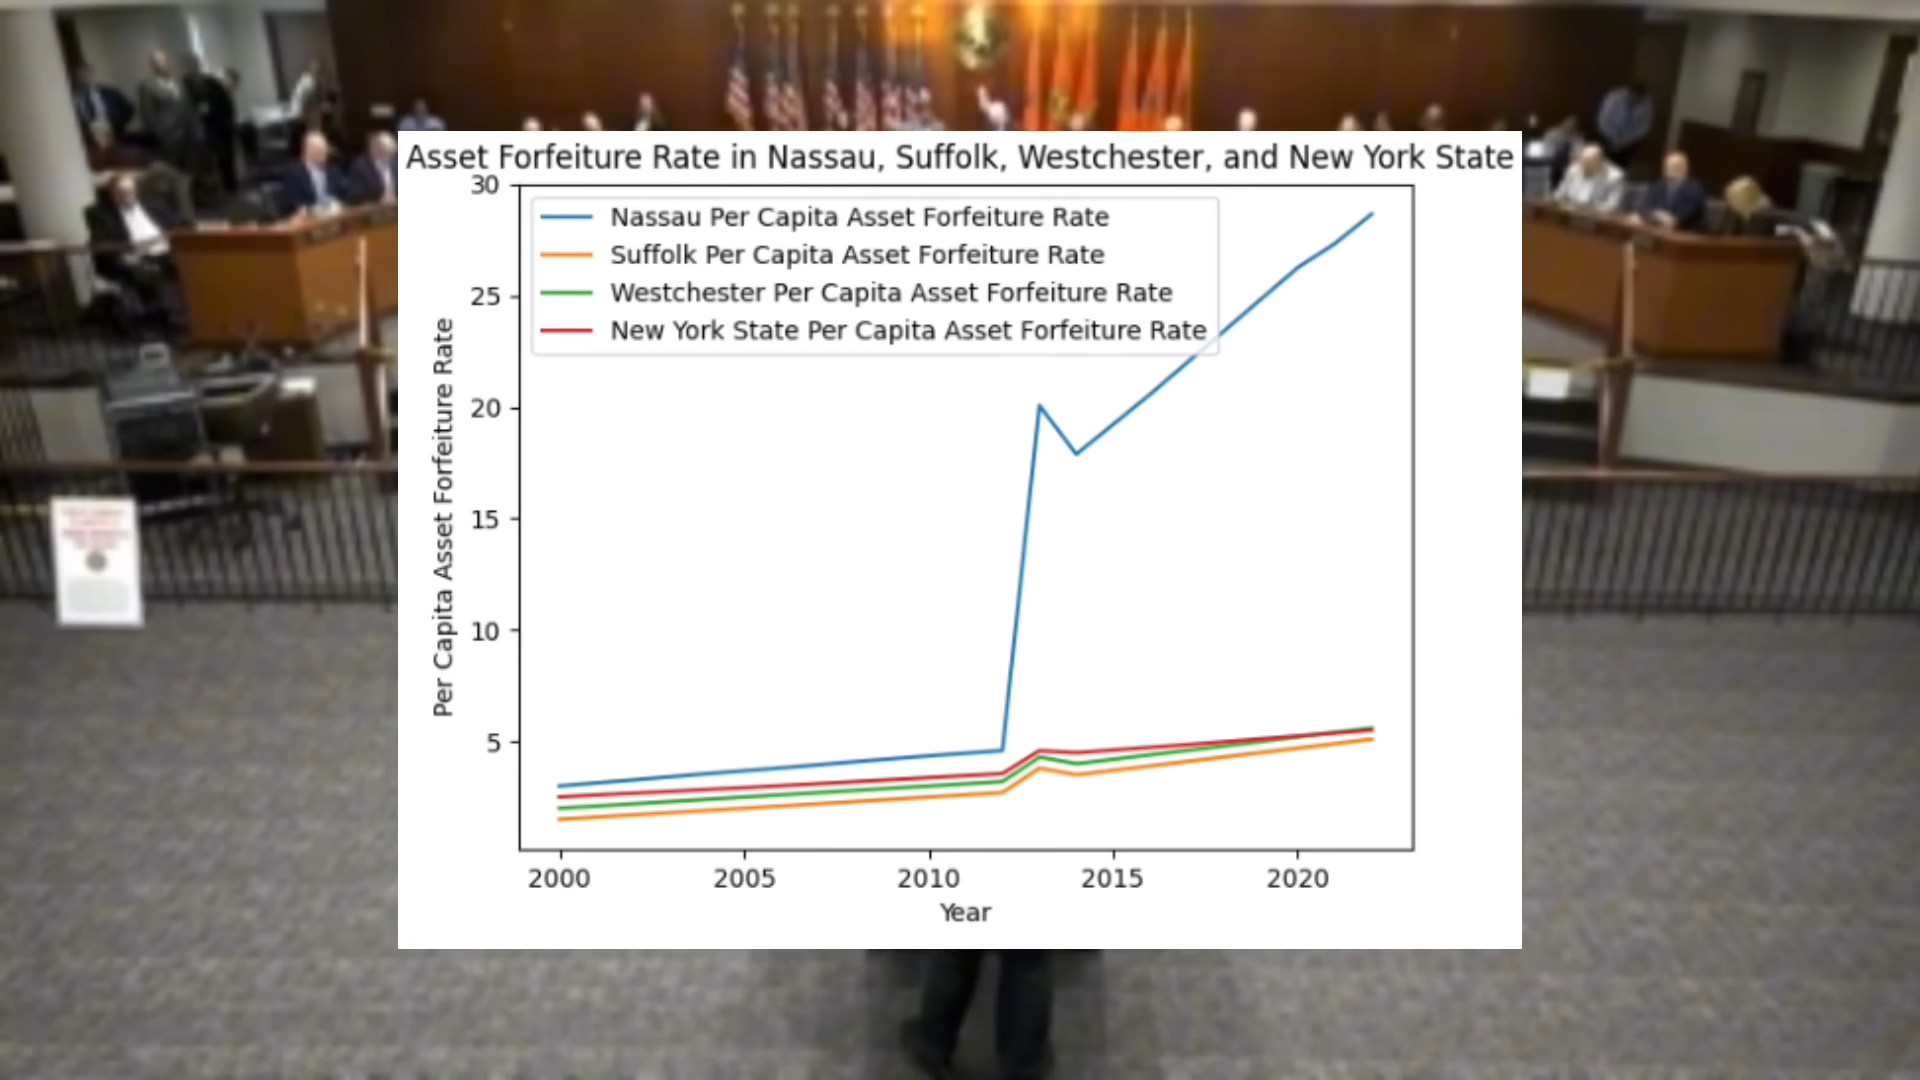 Asset Forfeiture Rate in Nassau, Suffolk, Westchester, and New York State
Nassau Per Capita Asset Forfeiture Rate
Suffolk Per Capita Asset Forfeiture Rate
Westchester Per Capita Asset Forfeiture Rate
New York State Per Capita Asset Forfeiture Rate
Per Capita Asset Forfeiture Rate
30
25
20
15
10
5
2000 2005 2010 2015 2020
Year